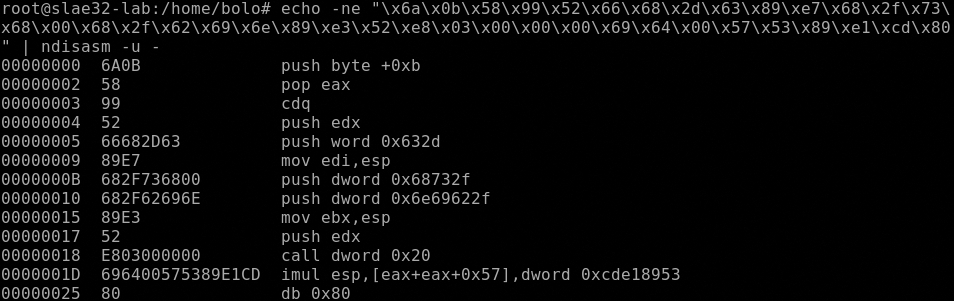 root@slae32-lab:/home/bolo# echo -ne "\x6a\x0b\x58\x99\x52\x66\x68\x2d\x63\x89\xe7\x68\x2f\x73\
x68\x00\x68\x2f\x62\x69\x6e\x89\xe3\x52\xe8\x03\x00\x00\x00\x69\x64\x00\x57\x53\x89\xe1\xcd\x80
" | ndisasm -u -
00000000  6A0B              push byte +0xb
00000002  58                pop eax
00000003  99                cdq
00000004  52                push edx
00000005  66682D63          push word 0x632d
00000009  89E7              mov edi,esp
0000000B  682F736800        push dword 0x68732f
00000010  682F62696E        push dword 0x6e69622f
00000015  89E3              mov ebx,esp
00000017  52                push edx
00000018  E803000000        call dword 0x20
0000001D  696400575389E1CD  imul esp,[eax+eax+0x57],dword 0xcde18953
00000025  80                db 0x80